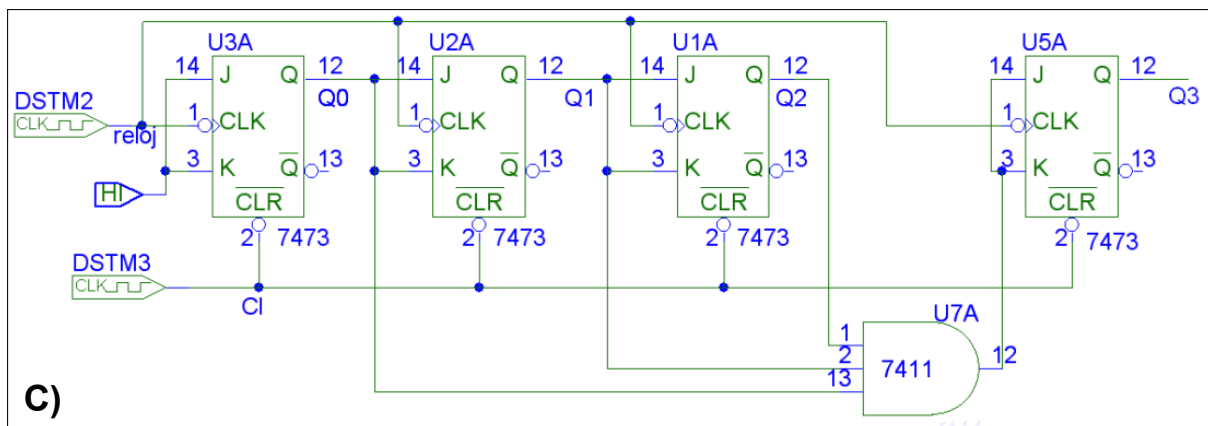 U3A U2A U1A U5A
14 J Q 12 14 J Q 12 14 J Q 12 14 J Q 12
Q0 Q1 Q2 Q3
DSTM2
CLK
reloj
1 CLK 1 CLK 1 CLK 1 CLK
3 K Q 13 3 K Q 13 3 K Q 13 3 K Q 13
HI
CLR CLR CLR CLR
2 7473 2 7473 2 7473 2 7473
DSTM3
CLK
Cl
U7A
1
2 7411 12
13
C)